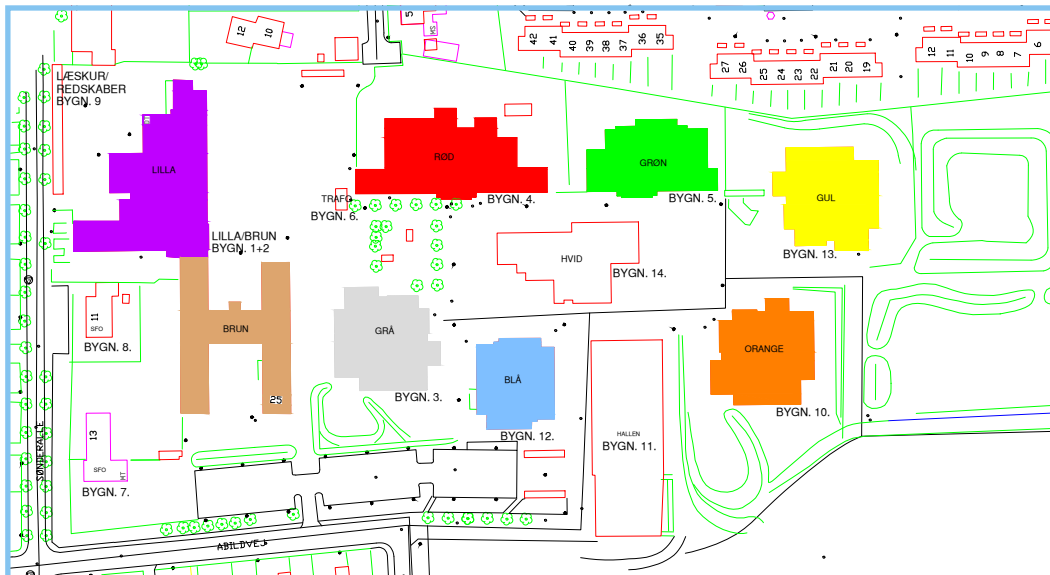 12
10
5
SM
42
41
40
39
38
37
36
35
27
26
25
24
23
22
21
20
19
12
11
10
9
8
7
6
LÆSKUR/
REDSKABER
BYGN. 9
LILLA
RØD
GRØN
GUL
TRAFO
BYGN. 6.
BYGN. 4.
BYGN. 5.
LILLA/BRUN
BYGN. 1+2
HVID
BYGN. 14.
BYGN. 13.
11
SFO
BYGN. 8.
BRUN
GRÅ
BLÅ
ORANGE
25
BYGN. 3.
BYGN. 10.
BYGN. 12.
HALLEN
BYGN. 11.
SØNDERALLE
13
SFO
MT
BYGN. 7.
ABILDVEJ